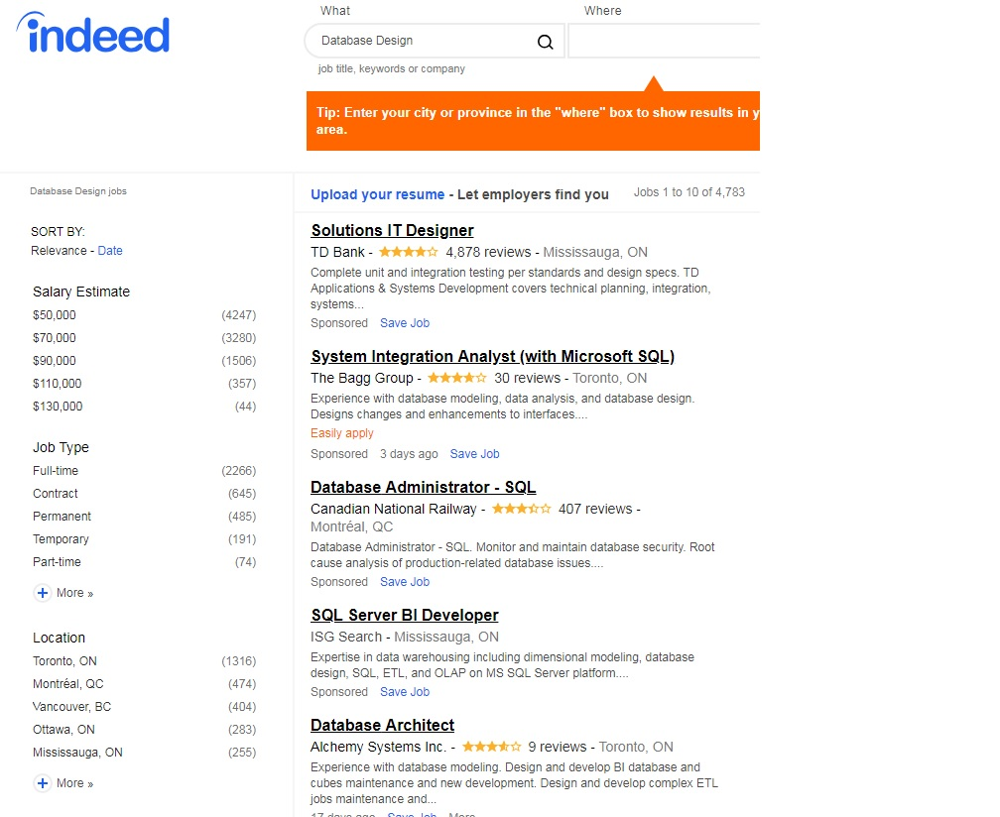 indeed
What
Where
Database Design
job title, keywords or company
Tip: Enter your city or province in the "where" box to show results in y
area.
Database Design jobs
SORT BY:
Relevance - Date
Salary Estimate
$50,000 (4247)
$70,000 (3280)
$90,000 (1506)
$110,000 (357)
$130,000 (44)
Job Type
Full-time (2266)
Contract (645)
Permanent (485)
Temporary (191)
Part-time (74)
+ More »
Location
Toronto, ON (1316)
Montréal, QC (474)
Vancouver, BC (404)
Ottawa, ON (283)
Mississauga, ON (255)
+ More »
Upload your resume - Let employers find you Jobs 1 to 10 of 4,783
Solutions IT Designer
TD Bank - 4,878 reviews - Mississauga, ON
Complete unit and integration testing per standards and design specs. TD
Applications & Systems Development covers technical planning, integration,
systems...
Sponsored Save Job
System Integration Analyst (with Microsoft SQL)
The Bagg Group - 30 reviews - Toronto, ON
Experience with database modeling, data analysis, and database design.
Designs changes and enhancements to interfaces....
Easily apply
Sponsored 3 days ago Save Job
Database Administrator - SQL
Canadian National Railway - 407 reviews -
Montréal, QC
Database Administrator - SQL. Monitor and maintain database security. Root
cause analysis of production-related database issues....
Sponsored Save Job
SQL Server BI Developer
ISG Search - Mississauga, ON
Expertise in data warehousing including dimensional modeling, database
design, SQL, ETL, and OLAP on MS SQL Server platform....
Sponsored Save Job
Database Architect
Alchemy Systems Inc. - 9 reviews - Toronto, ON
Experience with database modeling. Design and develop BI database and
cubes maintenance and new development. Design and develop complex ETL
jobs maintenance and...
17 days ago Save Job More